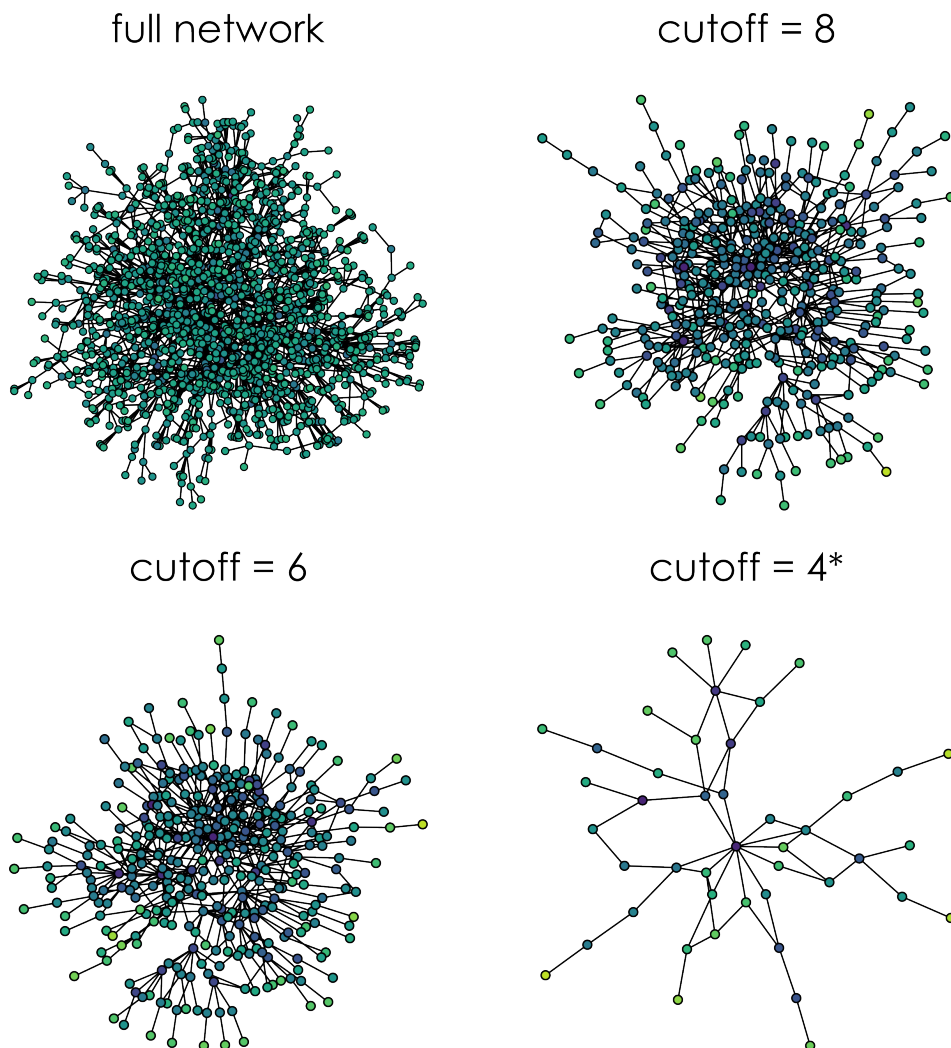 full network
cutoff = 8
cutoff = 6
cutoff = 4*